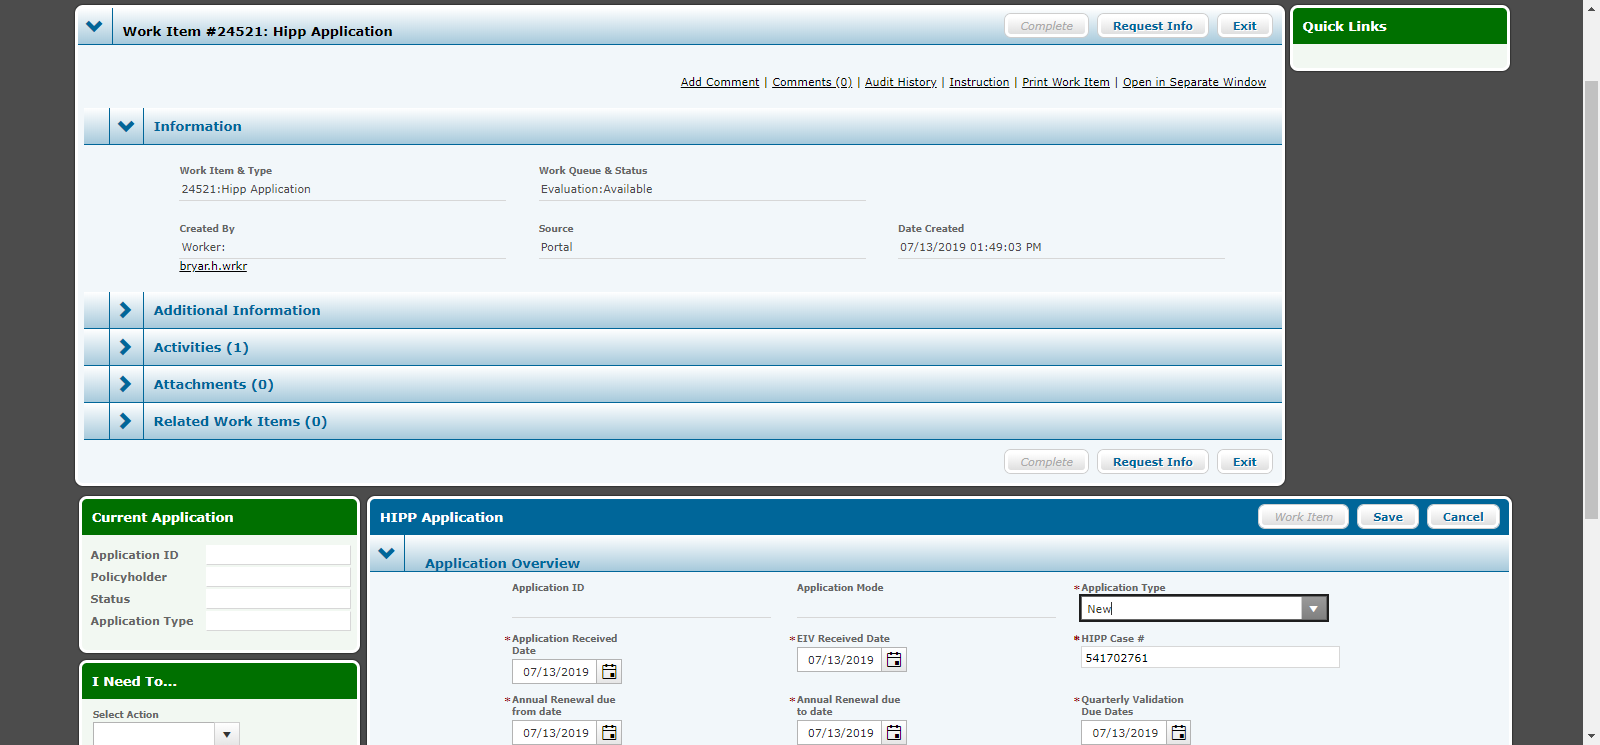 Work Item #24521: Hipp Application
Complete
Request Info
Exit
Quick Links
Add Comment | Comments (0) | Audit History | Instruction | Print Work Item | Open in Separate Window
Information
Work Item & Type
Work Queue & Status
24521:Hipp Application
Evaluation:Available
Created By
Source
Date Created
Worker:
Portal
07/13/2019 01:49:03 PM
bryar.h.wrkr
Additional Information
Activities (1)
Attachments (0)
Related Work Items (0)
Complete
Request Info
Exit
Current Application
Application ID
Policyholder
Status
Application Type
I Need To...
Select Action
HIPP Application
Work Item
Save
Cancel
Application Overview
Application ID
Application Mode
*Application Type
New
*Application Received
Date
07/13/2019
*EIV Received Date
07/13/2019
*HIPP Case #
541702761
*Annual Renewal due
from date
07/13/2019
*Annual Renewal due
to date
07/13/2019
*Quarterly Validation
Due Dates
07/13/2019